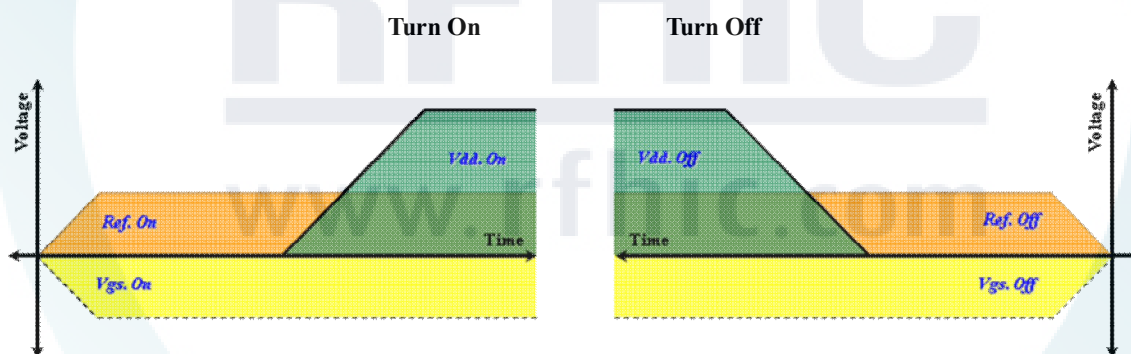 RFHIC
Turn On
Turn Off
Voltage
Vdd. On
Ref. On
Time
Vgs. On
Vdd. Off
Ref. Off
Time
Vgs. Off
Voltage
www.rfhic.com